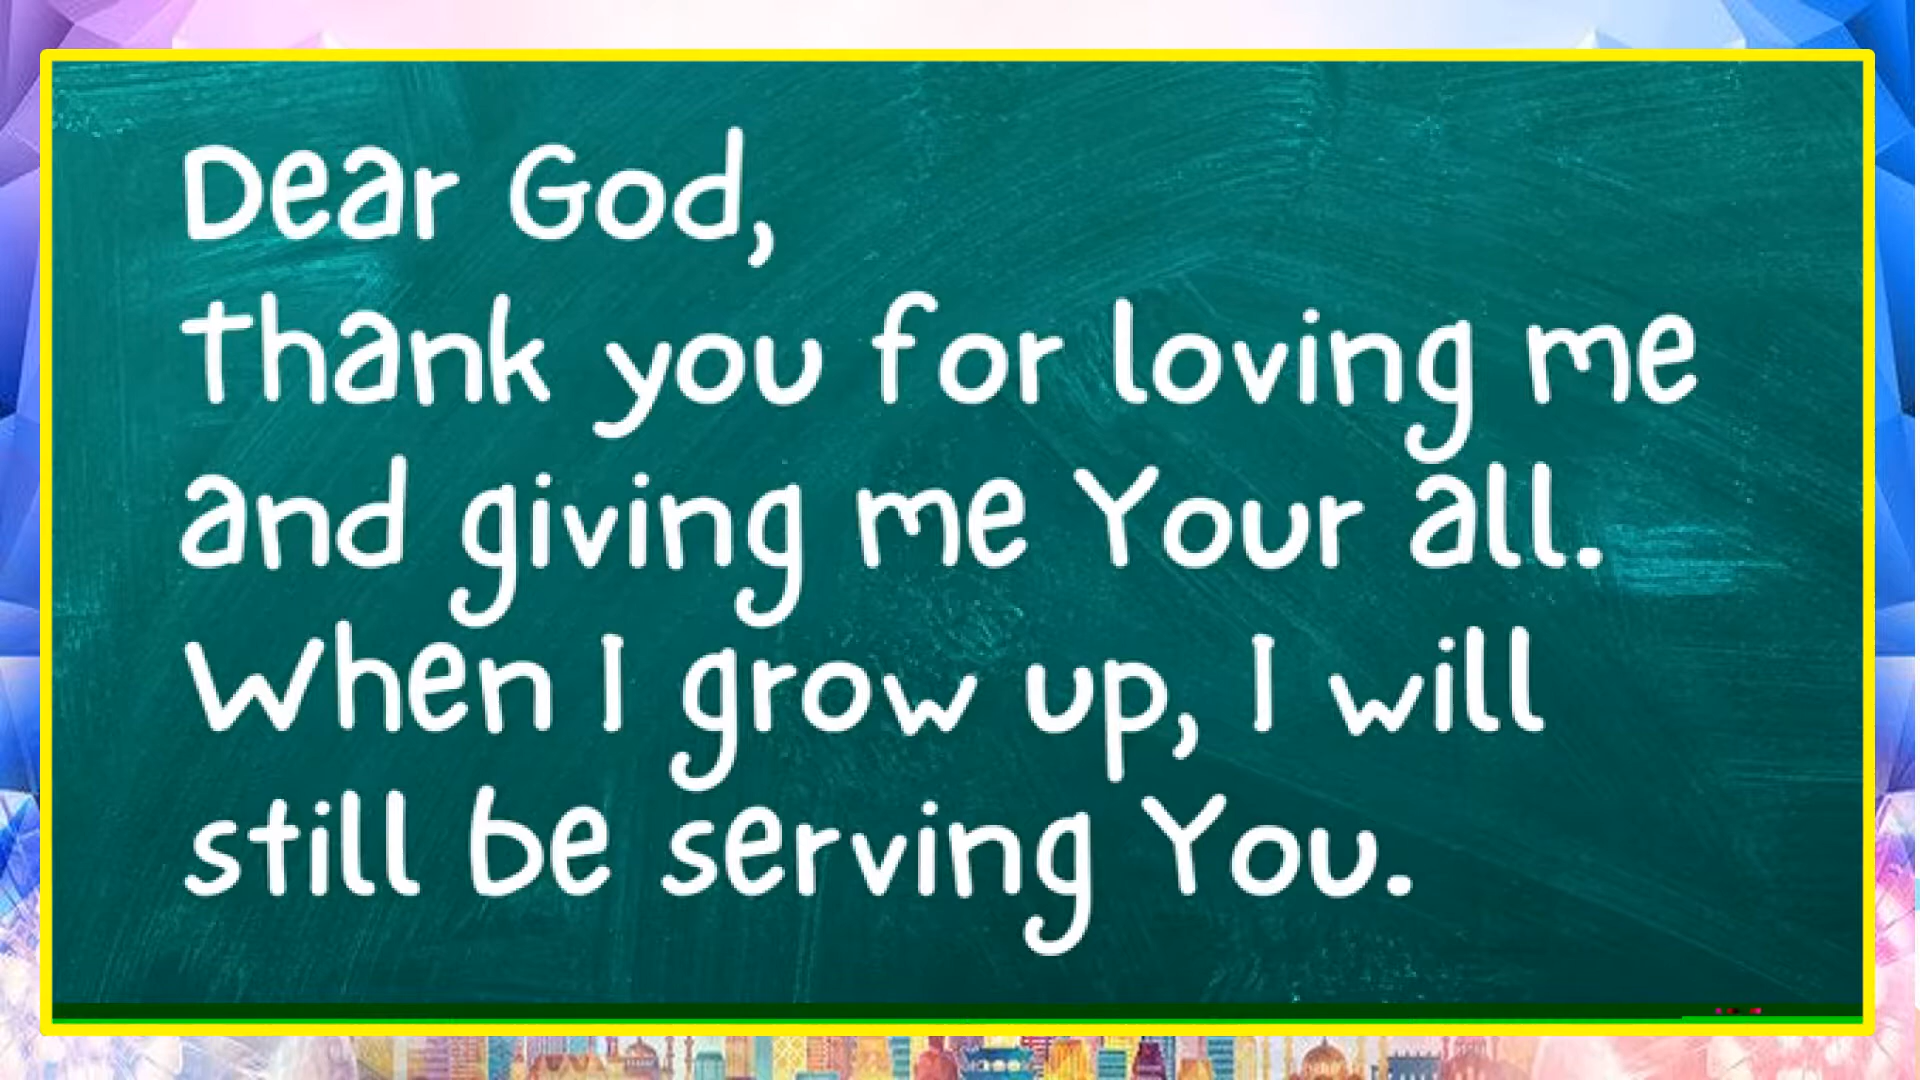 Dear God,
Thank you for loving me
and giving me Your all.
When I grow up, I will
still be serving You.